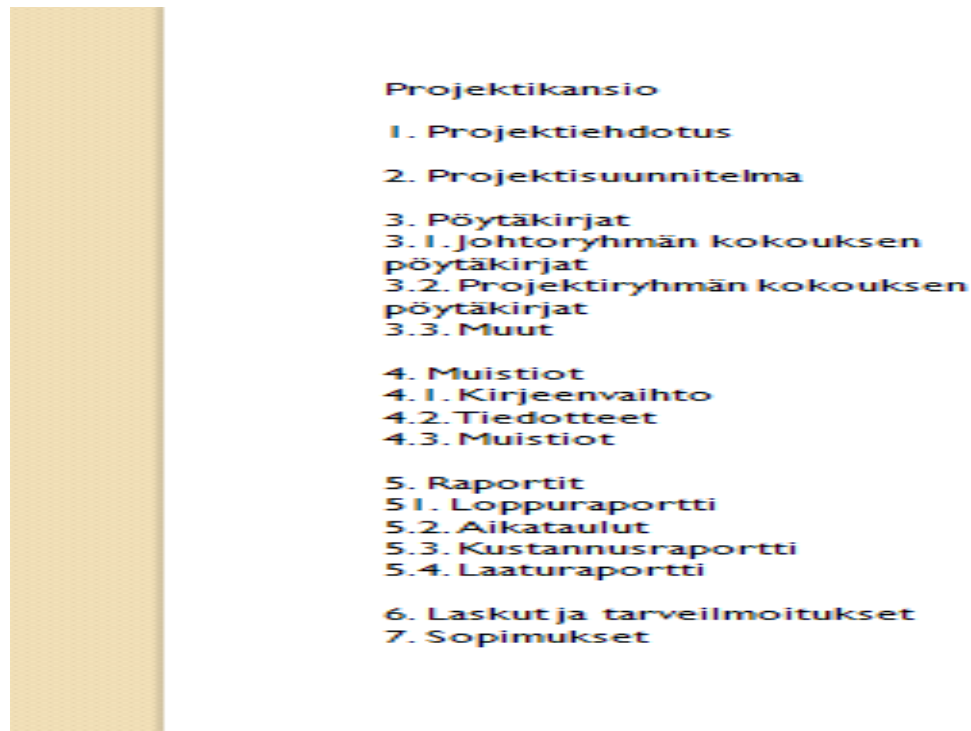 Projektikansio
1. Projektiehdotus
2. Projektisuunnitelma
3. Pöytäkirjat
3.1. Johtoryhmän kokouksen
pöytäkirjat
3.2. Projektiryhmän kokouksen
pöytäkirjat
3.3. Muut
4. Muistiot
4.1. Kirjeenvaihto
4.2. Tiedotteet
4.3. Muistiot
5. Raportit
51. Loppuraportti
5.2. Aikataulut
5.3. Kustannusraportti
5.4. Laaturaportti
6. Laskut ja tarveilmoitukset
7. Sopimukset